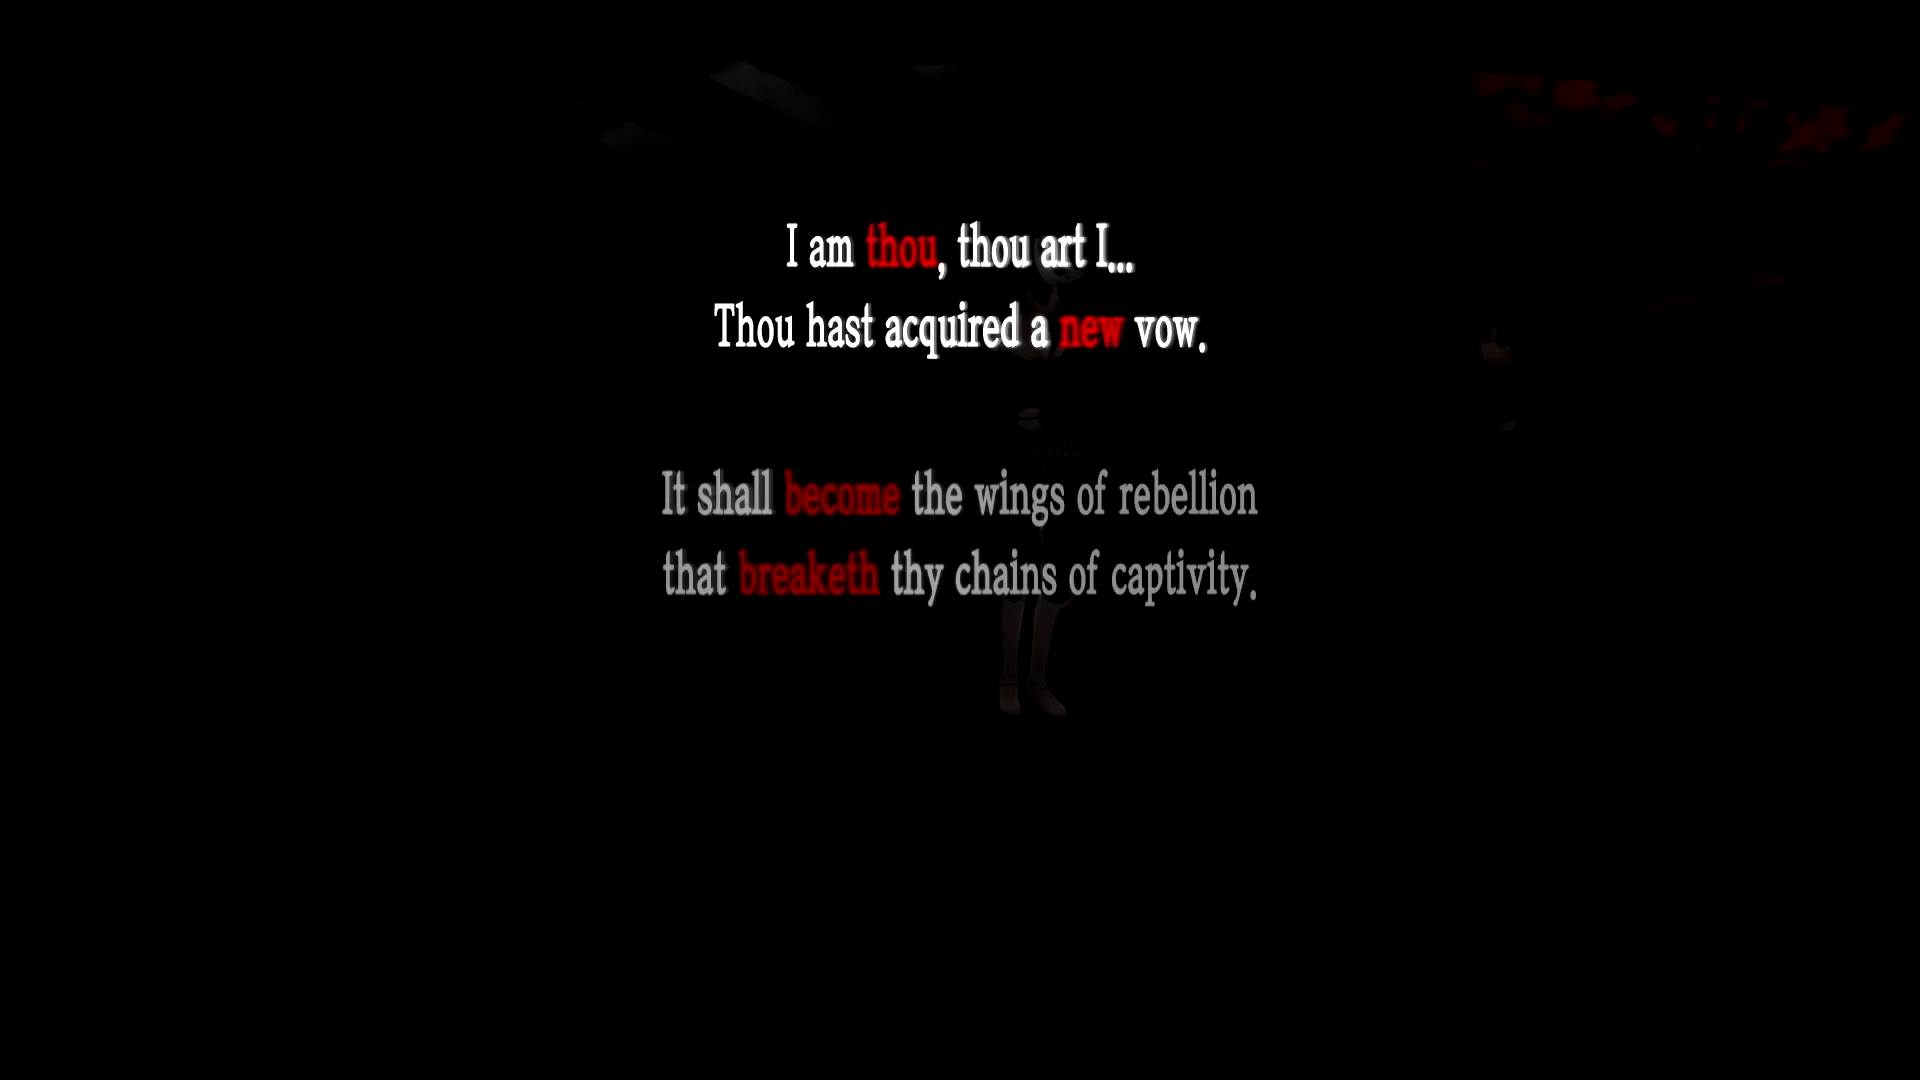 I am thou, thou art I...
Thou hast acquired a new vow.
It shall become the wings of rebellion
that breaketh thy chains of captivity.